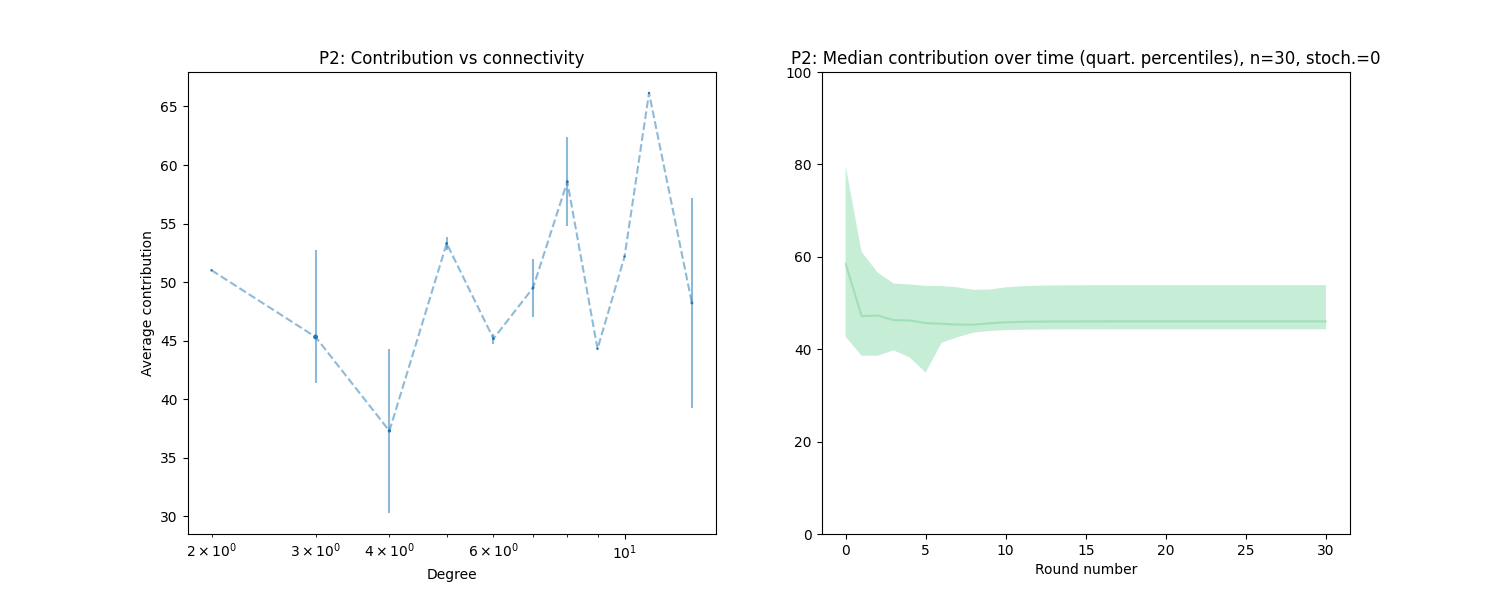 P2: Contribution vs connectivity
Average contribution
65
60
55
50
45
40
35
30
2 × 10⁰
3 × 10⁰
4 × 10⁰
6 × 10⁰
10¹
Degree
P2: Median contribution over time (quart. percentiles), n=30, stoch.=0
100
80
60
40
20
0
0
5
10
15
20
25
30
Round number